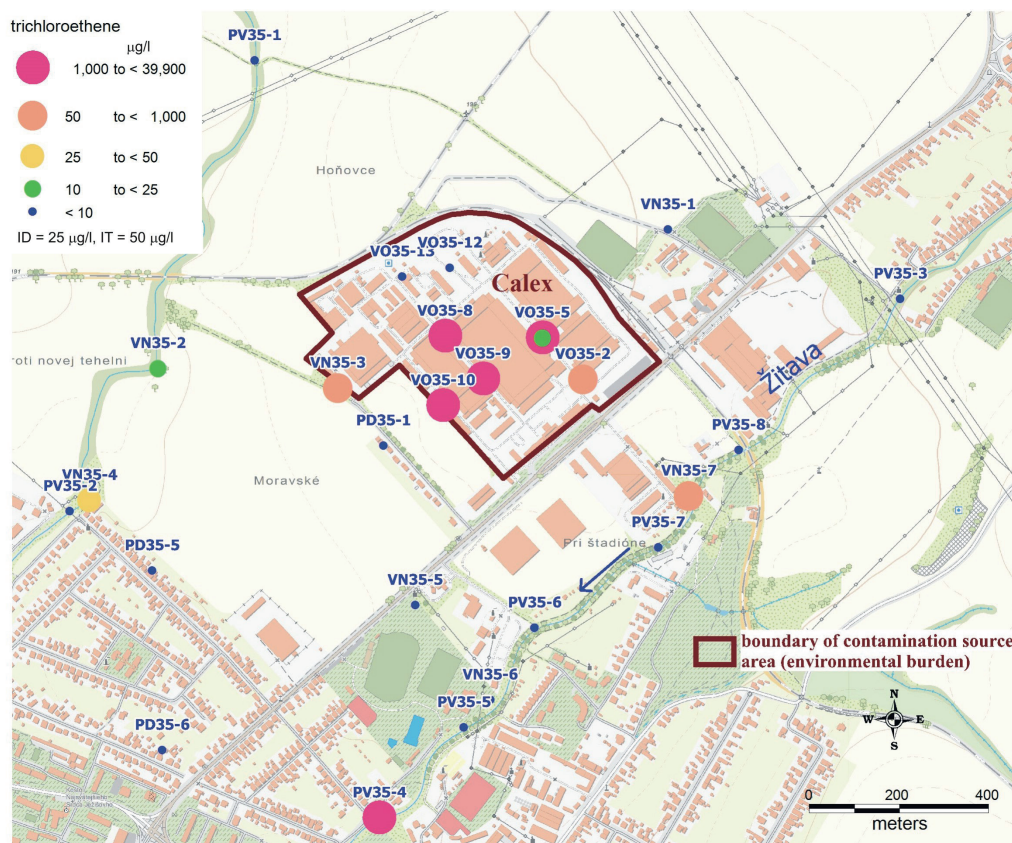 trichloroethene
µg/l
1,000 to < 39,900
50 to < 1,000
25 to < 50
10 to < 25
< 10
ID = 25 µg/l, IT = 50 µg/l
PV35-1
196
Hoňovce
VN35-1
VO35-12
VO35-13
191
Calex
PV35-3
VO35-8
VO35-5
VN35-2
roti novej tehelni
VN35-3
VO35-9
VO35-2
VO35-10
Žitava
PD35-1
PV35-8
VN35-4
PV35-2
Moravské
VN35-7
PV35-7
Pri štadióne
PD35-5
VN35-5
PV35-6
boundary of contamination source
area (environmental burden)
VN35-6
PV35-5
PD35-6
N
W E
S
PV35-4
0 200 400
meters